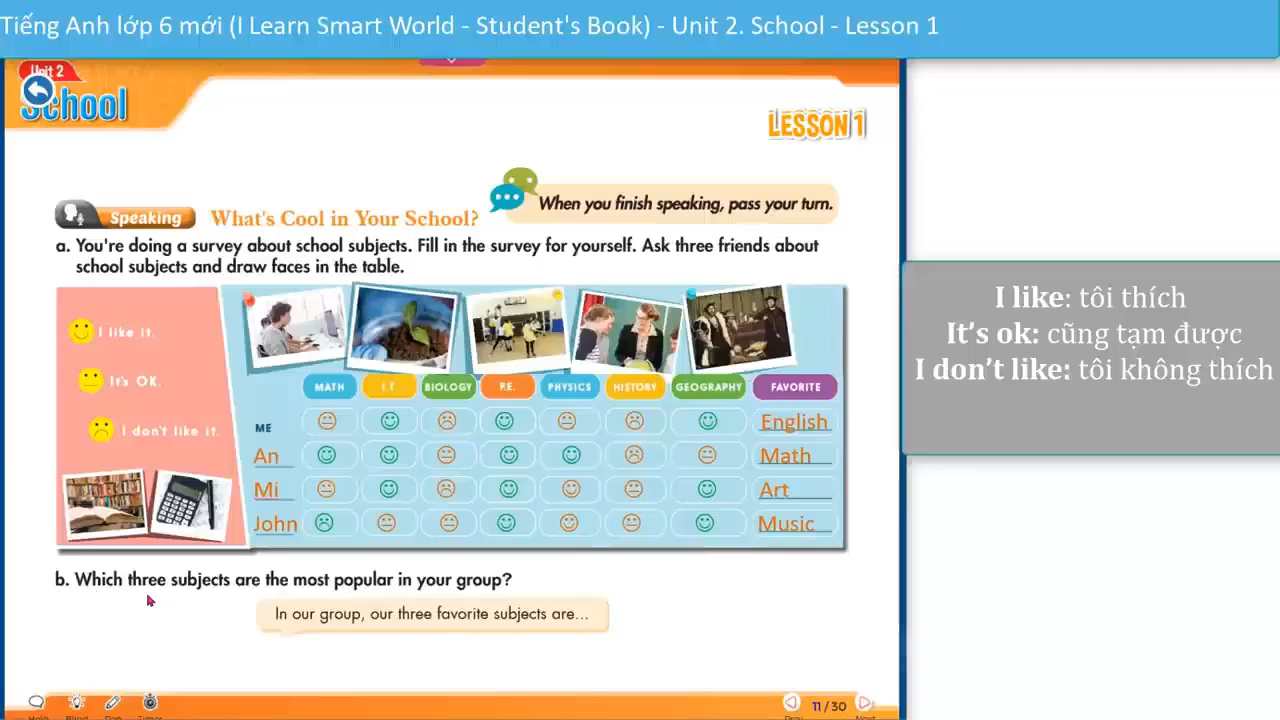 Tiếng Anh lớp 6 mới (I Learn Smart World - Student's Book) - Unit 2. School - Lesson 1
Unit 2
School
LESSON 1
When you finish speaking, pass your turn.
Speaking
What's Cool in Your School?
a. You're doing a survey about school subjects. Fill in the survey for yourself. Ask three friends about
school subjects and draw faces in the table.
I like it.
It's OK.
I don't like it.
MATH I.T BIOLOGY P.E. PHYSICS HISTORY GEOGRAPHY FAVORITE
ME English
An Math
Mi Art
John Music
b. Which three subjects are the most popular in your group?
In our group, our three favorite subjects are...
I like: tôi thích
It's ok: cũng tạm được
I don't like: tôi không thích
11 / 30